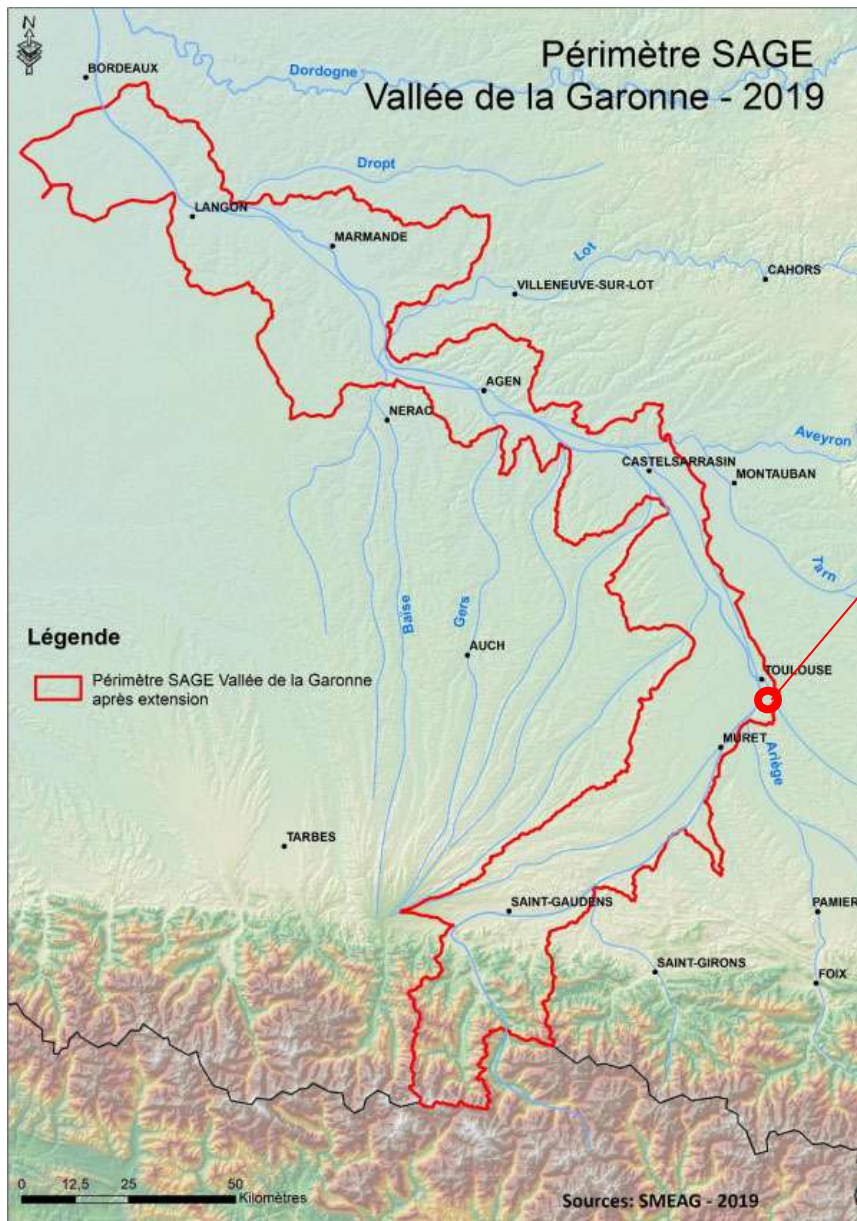 N
Périmètre SAGE
Vallée de la Garonne - 2019
BORDEAUX
Dordogne
Dropt
LANGON
MARMANDE
Lot
CAHORS
VILLENEUVE-SUR-LOT
AGEN
NERAC
Aveyron
CASTELSARRASIN
MONTAUBAN
Tarn
Baïse
Gers
Légende
AUCH
Périmètre SAGE Vallée de la Garonne
après extension
TOULOUSE
MURET
Ariège
TARBES
SAINT-GAUDENS
PAMIER
SAINT-GIRONS
FOIX
0 12,5 25 50
Kilomètres
Sources: SMEAG - 2019